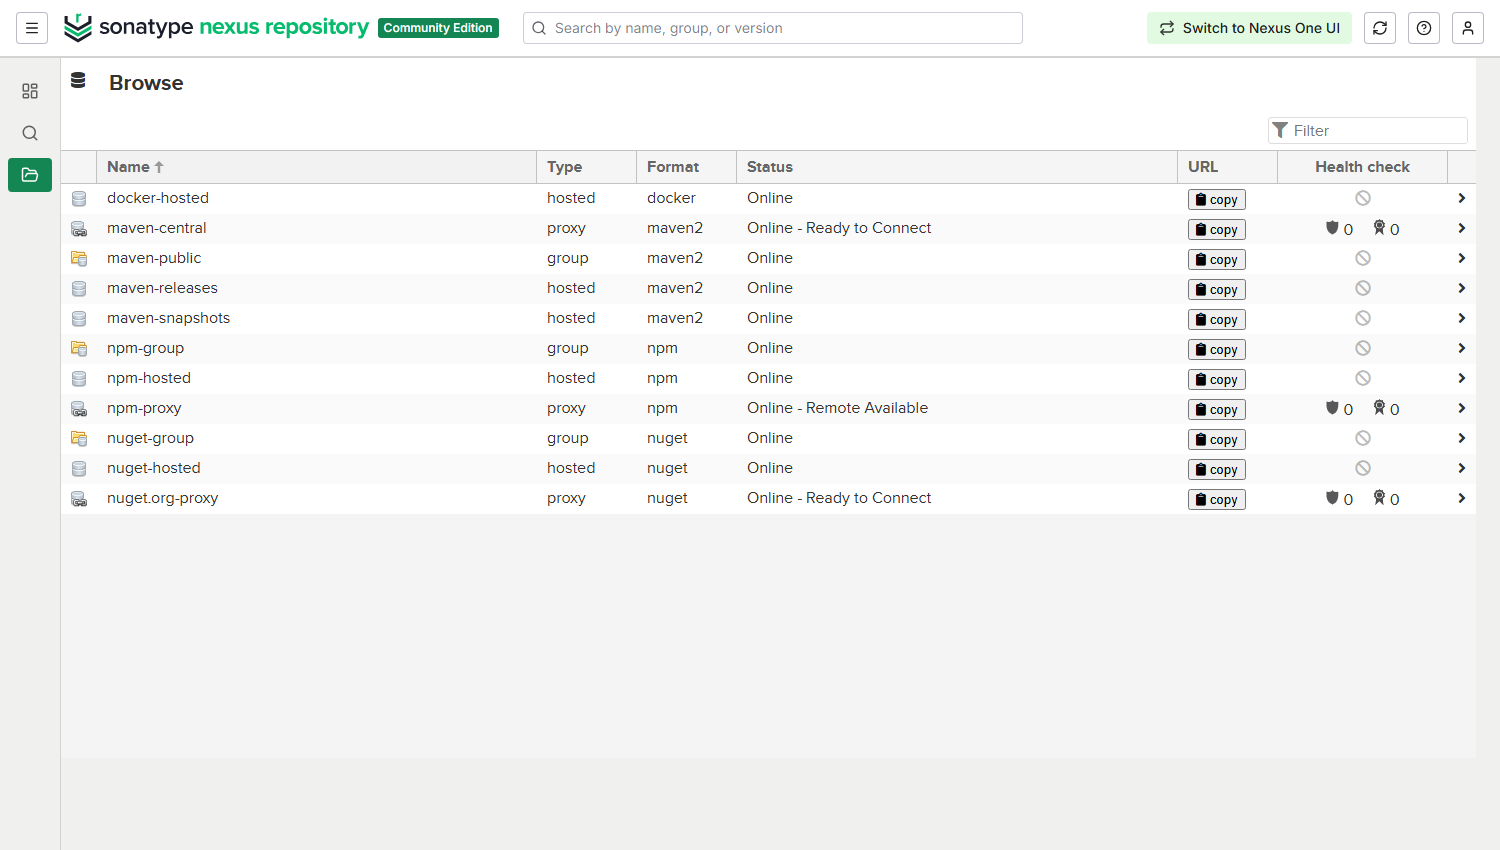 sonatype nexus repository Community Edition Search by name, group, or version Switch to Nexus One UI
Browse
Filter
Name Type Format Status URL Health check
docker-hosted hosted docker Online copy
maven-central proxy maven2 Online - Ready to Connect copy 0 0
maven-public group maven2 Online copy
maven-releases hosted maven2 Online copy
maven-snapshots hosted maven2 Online copy
npm-group group npm Online copy
npm-hosted hosted npm Online copy
npm-proxy proxy npm Online - Remote Available copy 0 0
nuget-group group nuget Online copy
nuget-hosted hosted nuget Online copy
nuget.org-proxy proxy nuget Online - Ready to Connect copy 0 0